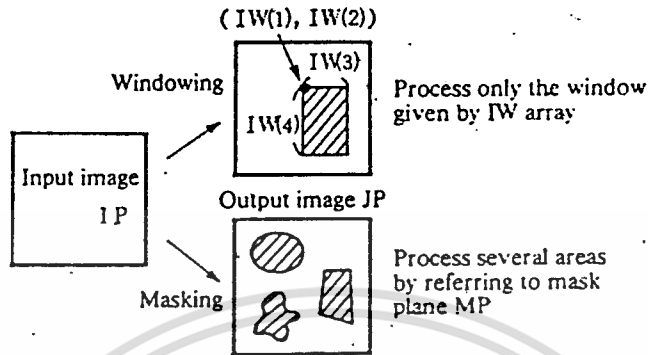 (IW(1), IW(2))
IW(3)
Windowing
IW(4)
Process only the window
given by IW array
Input image
IP
Output image JP
Masking
Process several areas
by referring to mask
plane MP